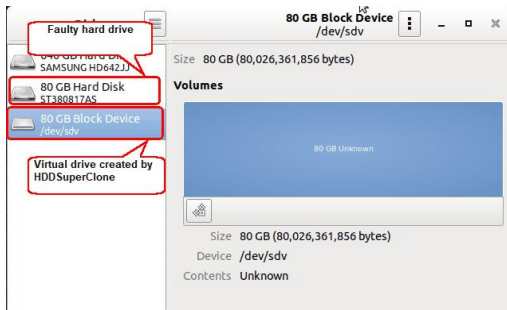 Faulty hard drive
80 GB Block Device
/dev/sdv
SAMSUNG HD642JJ
80 GB Hard Disk
ST380817AS
80 GB Block Device
/dev/sdv
Virtual drive created by
HDDSuperClone
Size 80 GB (80,026,361,856 bytes)
Volumes
80 GB Unknown
Size 80 GB (80,026,361,856 bytes)
Device /dev/sdv
Contents Unknown